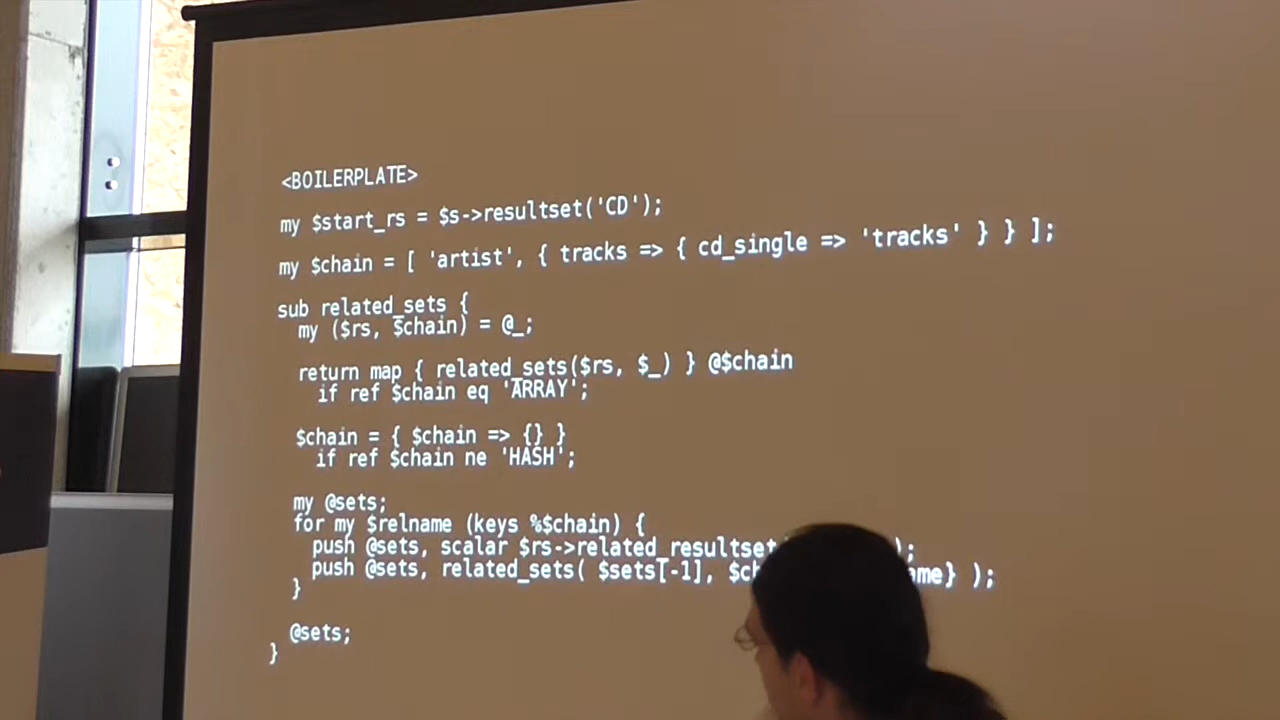 <BOILERPLATE>
my $start_rs = $s->resultset('CD');
my $chain = [ 'artist', { tracks => { cd_single => 'tracks' } } ];
sub related_sets {
my ($rs, $chain) = @_;
return map { related_sets($rs, $_) } @$chain
if ref $chain eq 'ARRAY';
$chain = { $chain => {} }
if ref $chain ne 'HASH';
my @sets;
for my $relname (keys %$chain) {
push @sets, scalar $rs->related_resultset );
push @sets, related_sets( $sets[-1], } );
}
@sets;
}